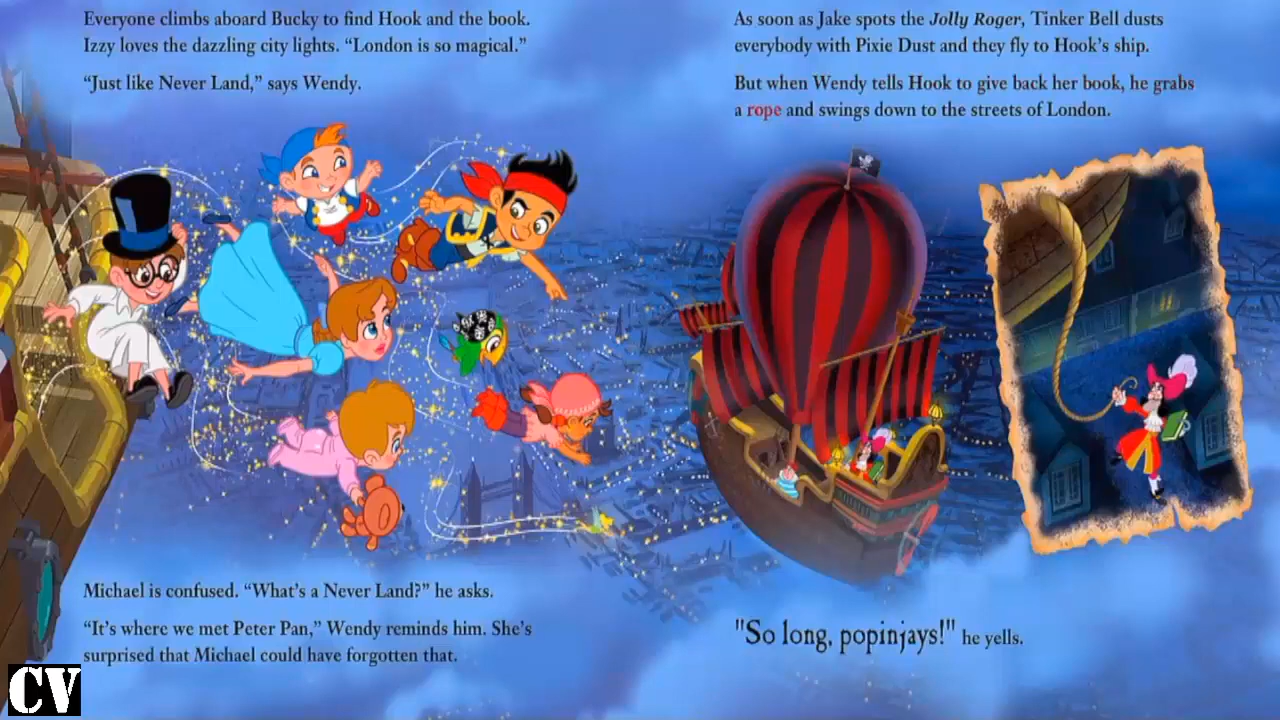 Everyone climbs aboard Bucky to find Hook and the book.
Izzy loves the dazzling city lights. “London is so magical.”
“Just like Never Land,” says Wendy.
Michael is confused. “What’s a Never Land?” he asks.
“It’s where we met Peter Pan,” Wendy reminds him. She’s
surprised that Michael could have forgotten that.
As soon as Jake spots the Jolly Roger, Tinker Bell dusts
everybody with Pixie Dust and they fly to Hook’s ship.
But when Wendy tells Hook to give back her book, he grabs
a rope and swings down to the streets of London.
"So long, popinjays!" he yells.
CV